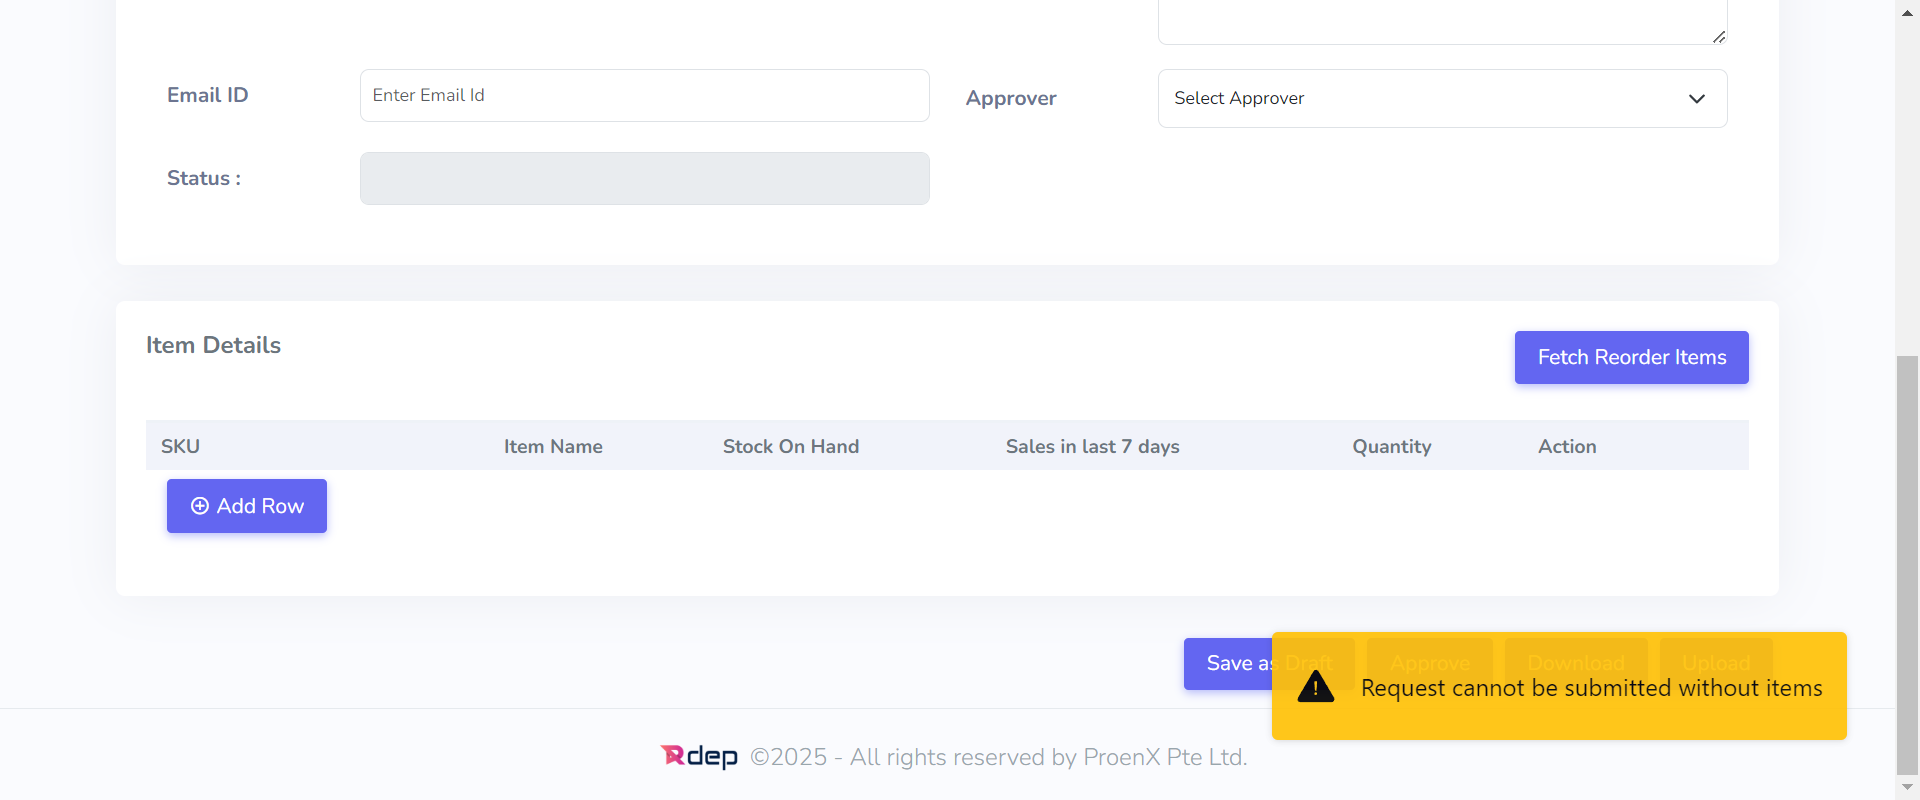 Email ID
Enter Email Id
Approver
Select Approver
Status :
Item Details
Fetch Reorder Items
SKU Item Name Stock On Hand Sales in last 7 days Quantity Action
Add Row
Save as Draft Approve Download Upload
Request cannot be submitted without items
Rdep ©2025 - All rights reserved by ProenX Pte Ltd.